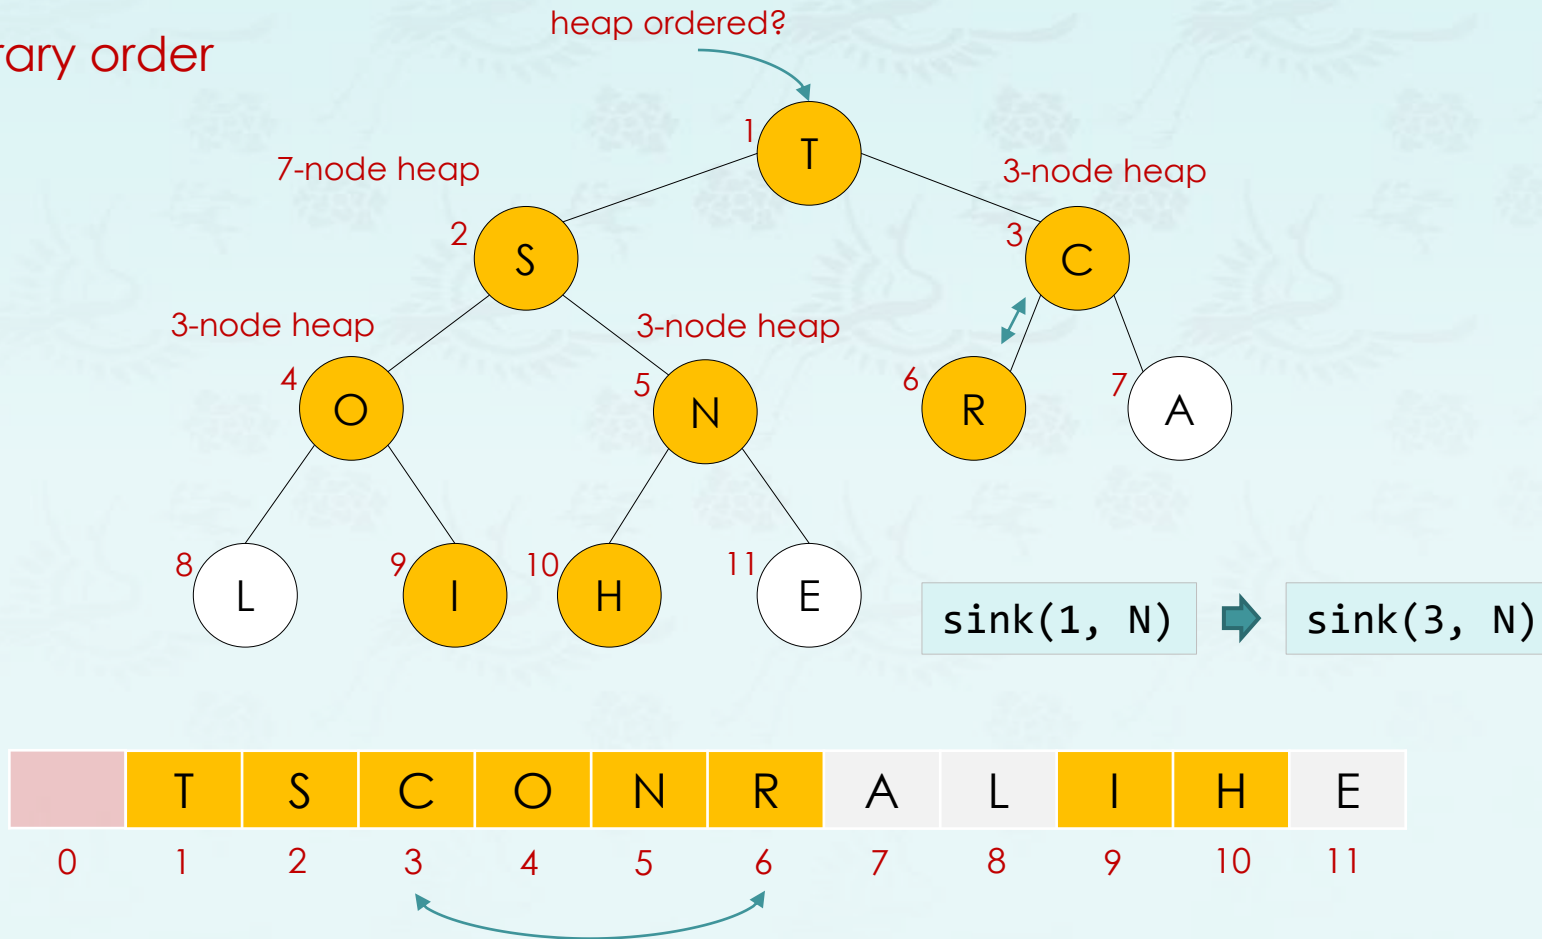 heap ordered?
rary order
1
T
7-node heap
3-node heap
2
S
3
C
3-node heap
3-node heap
4
O
5
N
6
R
7
A
8
L
9
I
10
H
11
E
sink(1, N)
sink(3, N)
T S C O N R A L I H E
0 1 2 3 4 5 6 7 8 9 10 11